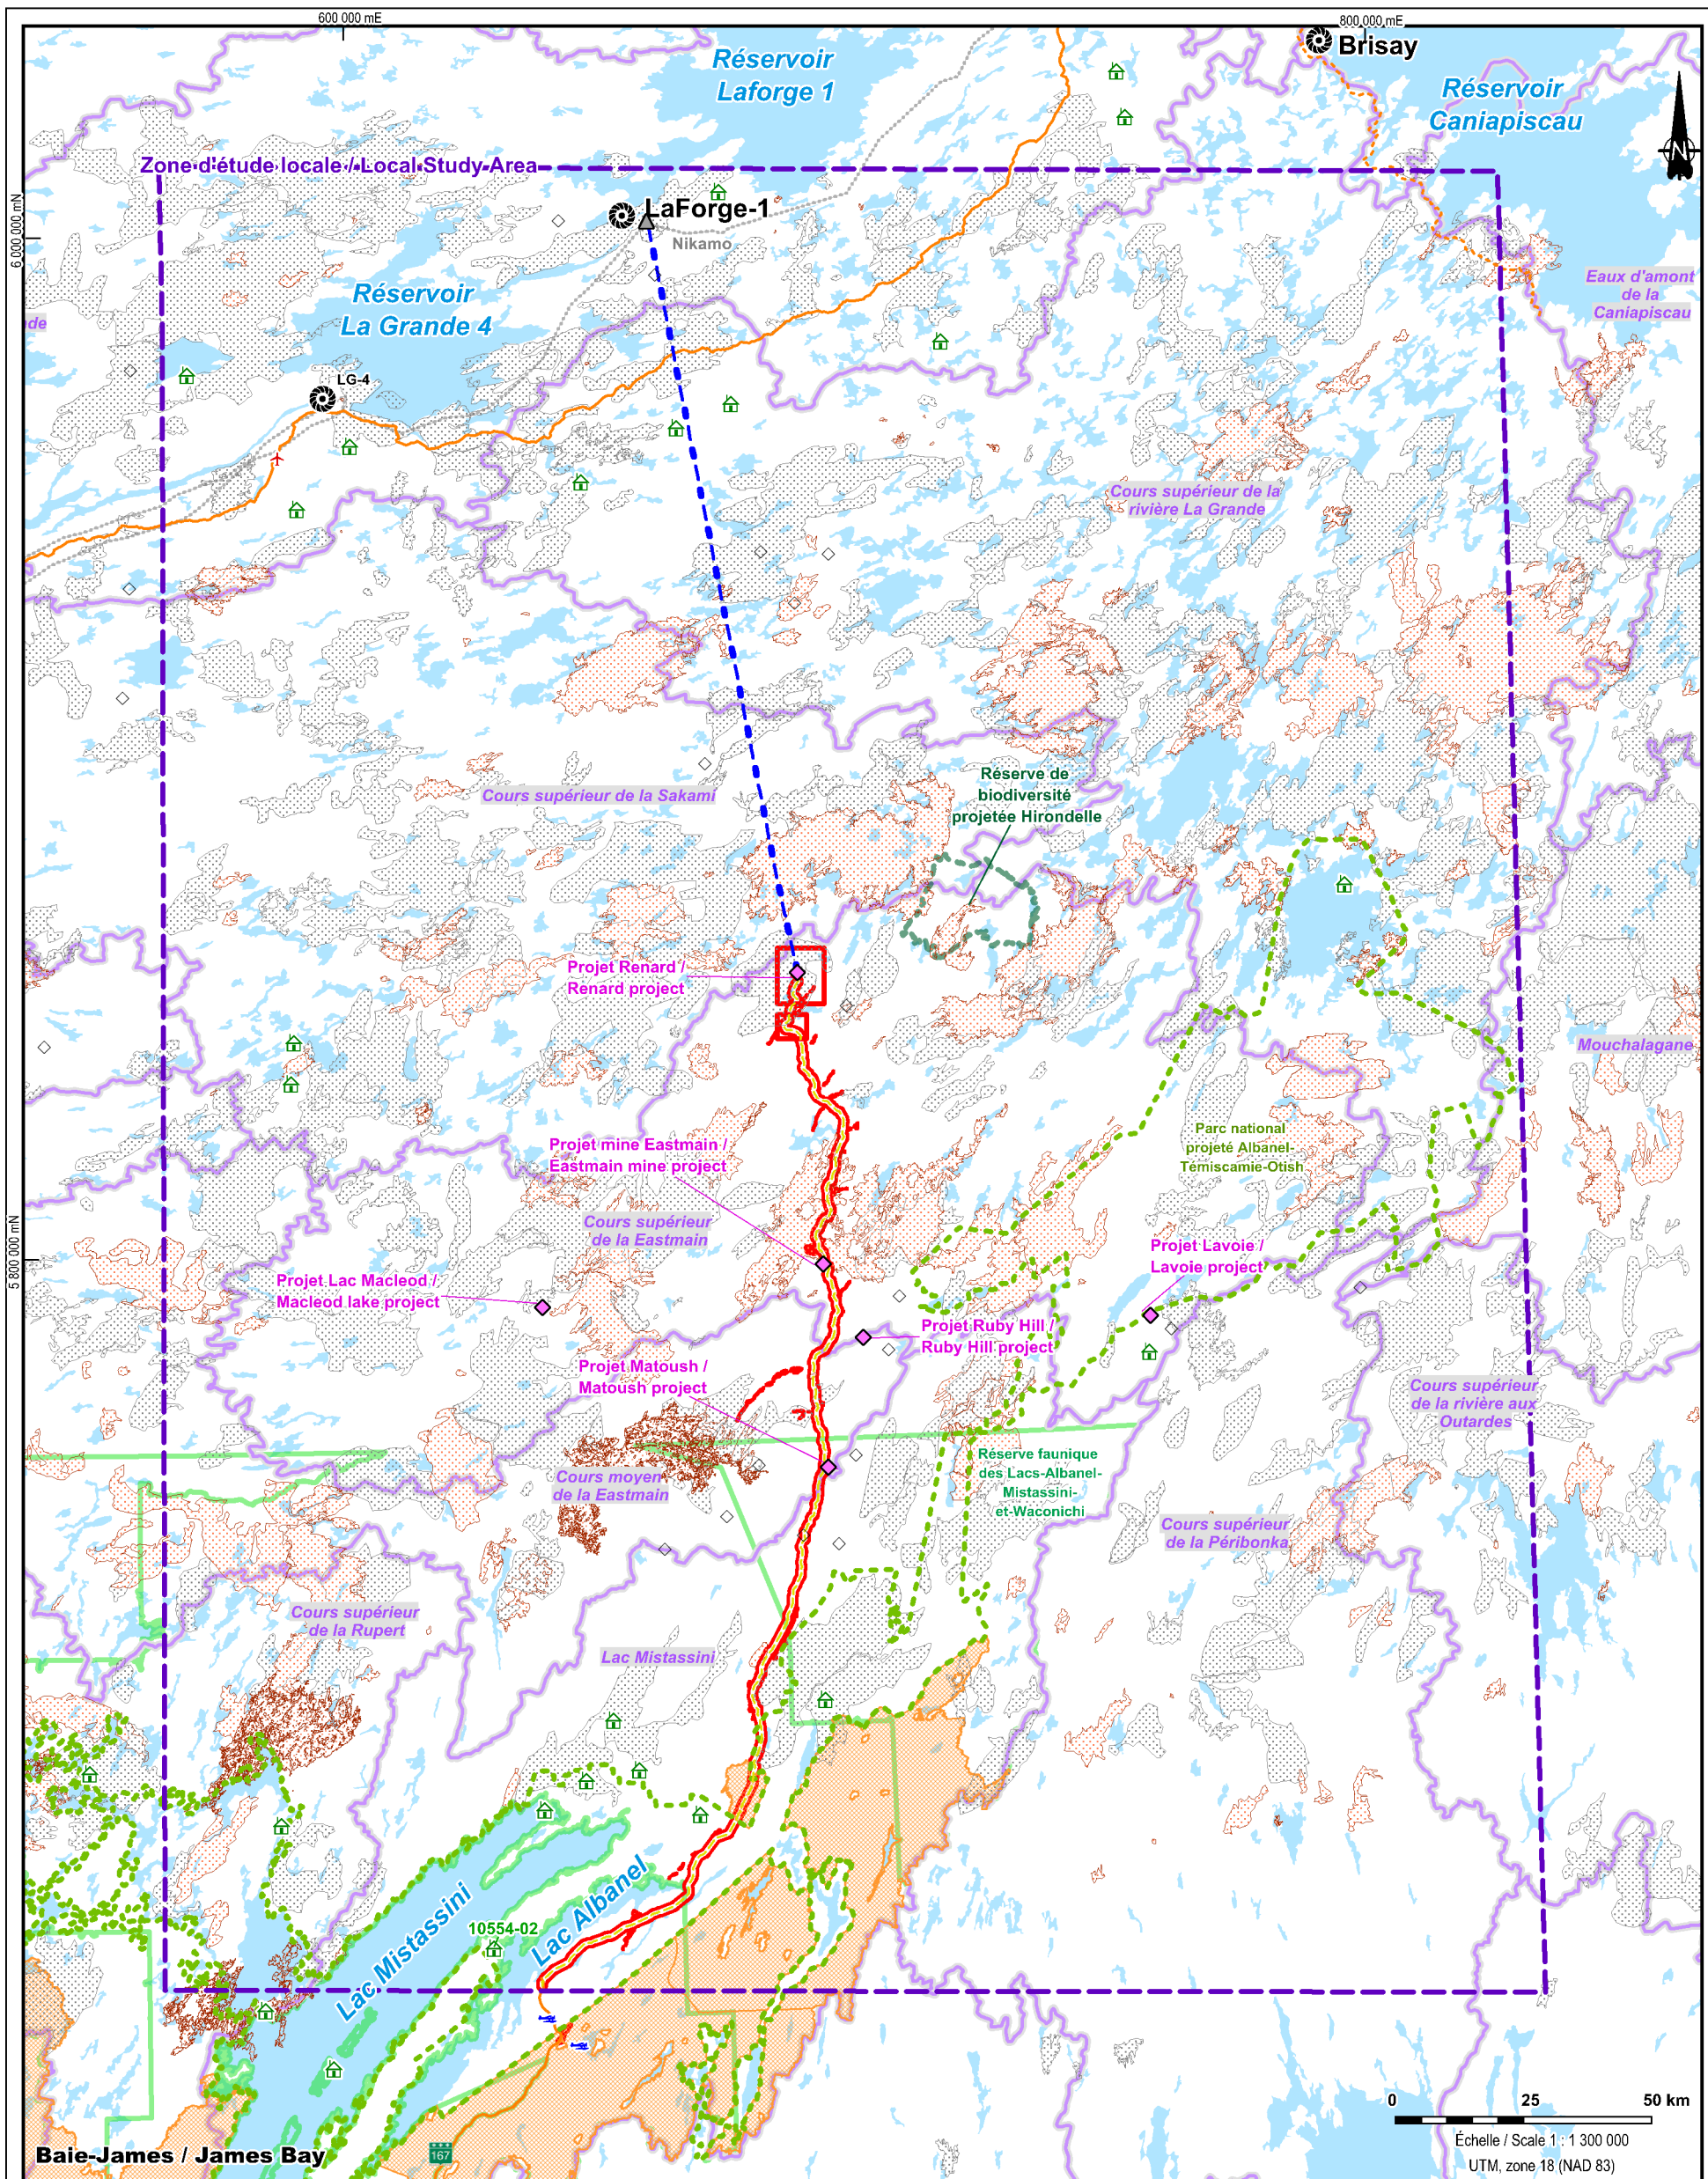 600 000 mE
800 000 mE
Brisay
Réservoir
Laforge 1
Réservoir
Caniapiscau
N
Zone d'étude locale / Local Study Area
6 000 000 mN
LaForge-1
Nikamo
Réservoir
La Grande 4
Eaux d'amont
de la
Caniapiscau
nde
LG-4
Cours supérieur de la
rivière La Grande
Réserve de
biodiversité
projetée Hirondelle
Cours supérieur de la Sakami
Projet Renard /
Renard project
Mouchalagane
Parc national
projeté Albanel-
Témiscamie-Otish
Projet mine Eastmain /
Eastmain mine project
Cours supérieur
de la Eastmain
5 800 000 mN
Projet Lavoie /
Lavoie project
Projet Lac Macleod /
Macleod lake project
Projet Ruby Hill /
Ruby Hill project
Projet Matoush /
Matoush project
Cours supérieur
de la rivière aux
Outardes
Réserve faunique
des Lacs-Albanel-
Mistassini-
et-Waconichi
Cours moyen
de la Eastmain
Cours supérieur
de la Péribonka
Cours supérieur
de la Rupert
Lac Mistassini
Lac Mistassini
10554-02
Lac Albanel
0 25 50 km
Échelle / Scale 1 : 1 300 000
UTM, zone 18 (NAD 83)
Baie-James / James Bay
167